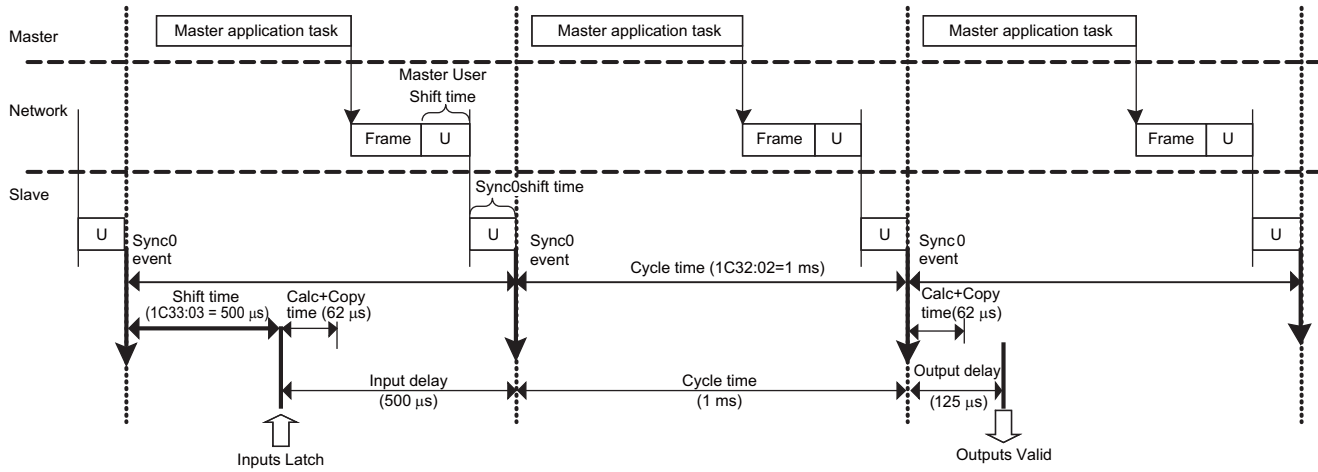 Master
Master application task
Master application task
Master application task
Master User
Shift time
Network
Frame
U
Frame
U
Frame
U
Slave
Sync0shift time
U
U
U
U
Sync0
event
Sync0
event
Sync0
event
Cycle time (1C32:02=1 ms)
Shift time
(1C33:03 = 500 μs)
Calc+Copy
time (62 μs)
Calc+Copy
time(62 μs)
Input delay
(500 μs)
Cycle time
(1 ms)
Output delay
(125 μs)
Inputs Latch
Outputs Valid